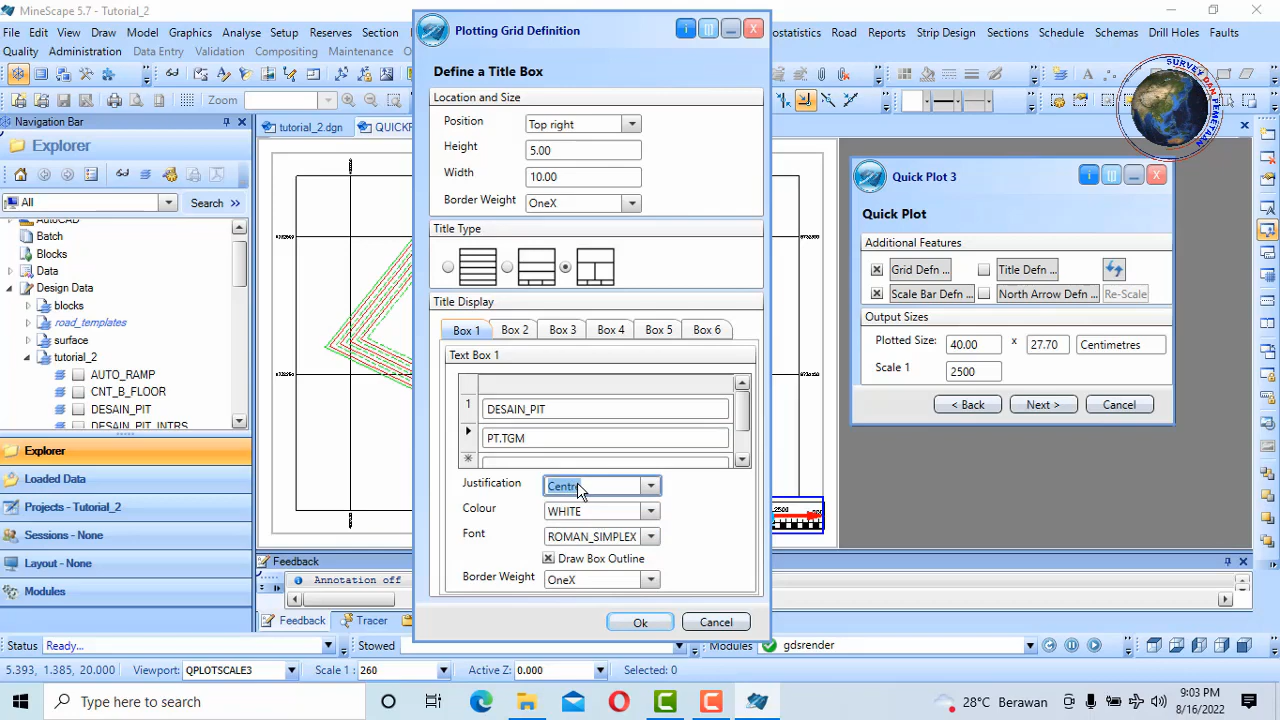 MineScape 5.7 - Tutorial_2
File Edit View Draw Model Graphics Analyse Setup Reserves Section
Quality Administration Data Entry Validation Compositing Maintenance
Statistics Road Reports Strip Design Sections Schedule Schemas Drill Holes Faults
Zoom
Navigation Bar
Explorer
All
Search
AutoCAD
Batch
Blocks
Data
Design Data
blocks
road_templates
surface
tutorial_2
AUTO_RAMP
CNT_B_FLOOR
DESAIN_PIT
DESAIN_PIT_INTRS
Explorer
Loaded Data
Projects - Tutorial_2
Sessions - None
Layout - None
Modules
tutorial_2.dgn
Plotting Grid Definition
Define a Title Box
Location and Size
Position Top right
Height 5.00
Width 10.00
Border Weight OneX
Title Type
Title Display
Box 1 Box 2 Box 3 Box 4 Box 5 Box 6
Text Box 1
1 DESAIN_PIT
PT.TGM
Justification Centre
Colour WHITE
Font ROMAN_SIMPLEX
Draw Box Outline
Border Weight OneX
Ok Cancel
Quick Plot 3
Quick Plot
Additional Features
Grid Defn ... Title Defn ...
Scale Bar Defn ... North Arrow Defn ... Re-Scale
Output Sizes
Plotted Size: 40.00 x 27.70 Centimetres
Scale 1 2500
< Back Next > Cancel
Feedback
Annotation off
Feedback Tracer
Status Ready...
Stowed
Modules gdsrender
5.393, 1.385, 20.000 Viewport: QPLOTSCALE3 Scale 1: 260 Active Z: 0.000 Selected: 0
Type here to search
28°C Berawan
9:03 PM
8/16/2022